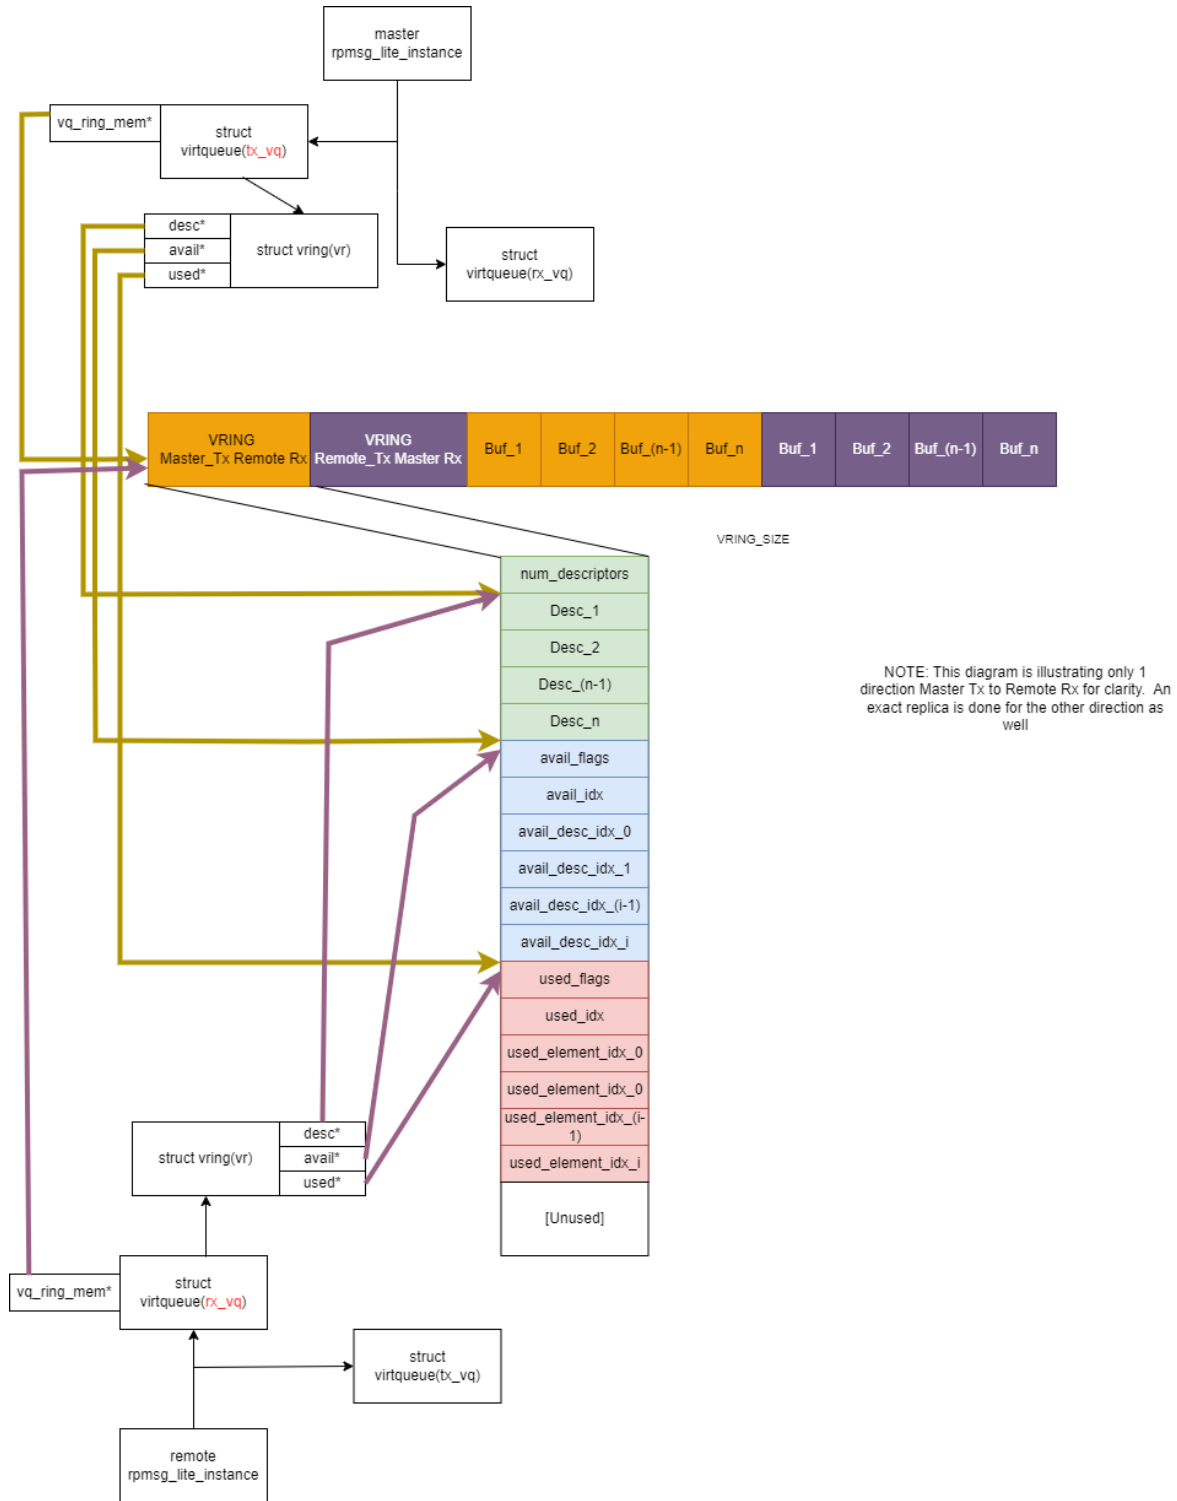 master
rpmsg_lite_instance
vq_ring_mem*
struct
virtqueue(tx_vq)
desc*
avail*
used*
struct vring(vr)
struct
virtqueue(rx_vq)
VRING
Master_Tx Remote Rx
VRING
Remote_Tx Master Rx
Buf_1
Buf_2
Buf_(n-1)
Buf_n
Buf_1
Buf_2
Buf_(n-1)
Buf_n
VRING_SIZE
num_descriptors
Desc_1
Desc_2
Desc_(n-1)
Desc_n
avail_flags
avail_idx
avail_desc_idx_0
avail_desc_idx_1
avail_desc_idx_(i-1)
avail_desc_idx_i
used_flags
used_idx
used_element_idx_0
used_element_idx_0
used_element_idx_(i-
1)
used_element_idx_i
[Unused]
NOTE: This diagram is illustrating only 1
direction Master Tx to Remote Rx for clarity. An
exact replica is done for the other direction as
well
struct vring(vr)
desc*
avail*
used*
vq_ring_mem*
struct
virtqueue(rx_vq)
struct
virtqueue(tx_vq)
remote
rpmsg_lite_instance